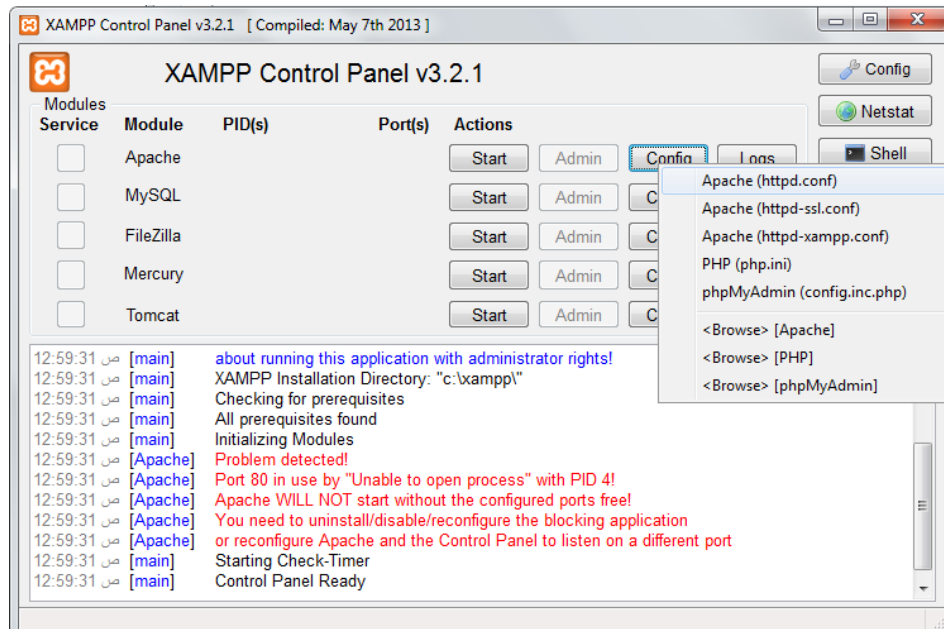 XAMPP Control Panel v3.2.1 [ Compiled: May 7th 2013 ]
XAMPP Control Panel v3.2.1
Config
Modules
Netstat
Service Module PID(s) Port(s) Actions
Shell
Apache Start Admin Config Logs
MySQL Start Admin C
FileZilla Start Admin C
Mercury Start Admin C
Tomcat Start Admin C
Apache (httpd.conf)
Apache (httpd-ssl.conf)
Apache (httpd-xampp.conf)
PHP (php.ini)
phpMyAdmin (config.inc.php)
<Browse> [Apache]
<Browse> [PHP]
<Browse> [phpMyAdmin]
12:59:31 ص [main] about running this application with administrator rights!
12:59:31 ص [main] XAMPP Installation Directory: "c:\xampp\"
12:59:31 ص [main] Checking for prerequisites
12:59:31 ص [main] All prerequisites found
12:59:31 ص [main] Initializing Modules
12:59:31 ص [Apache] Problem detected!
12:59:31 ص [Apache] Port 80 in use by "Unable to open process" with PID 4!
12:59:31 ص [Apache] Apache WILL NOT start without the configured ports free!
12:59:31 ص [Apache] You need to uninstall/disable/reconfigure the blocking application
12:59:31 ص [Apache] or reconfigure Apache and the Control Panel to listen on a different port
12:59:31 ص [main] Starting Check-Timer
12:59:31 ص [main] Control Panel Ready